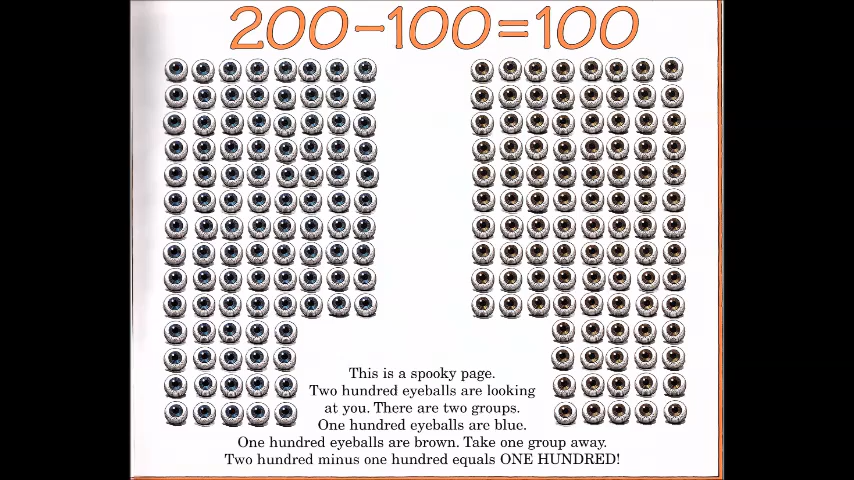 200-100=100
This is a spooky page.
Two hundred eyeballs are looking
at you. There are two groups.
One hundred eyeballs are blue.
One hundred eyeballs are brown. Take one group away.
Two hundred minus one hundred equals ONE HUNDRED!